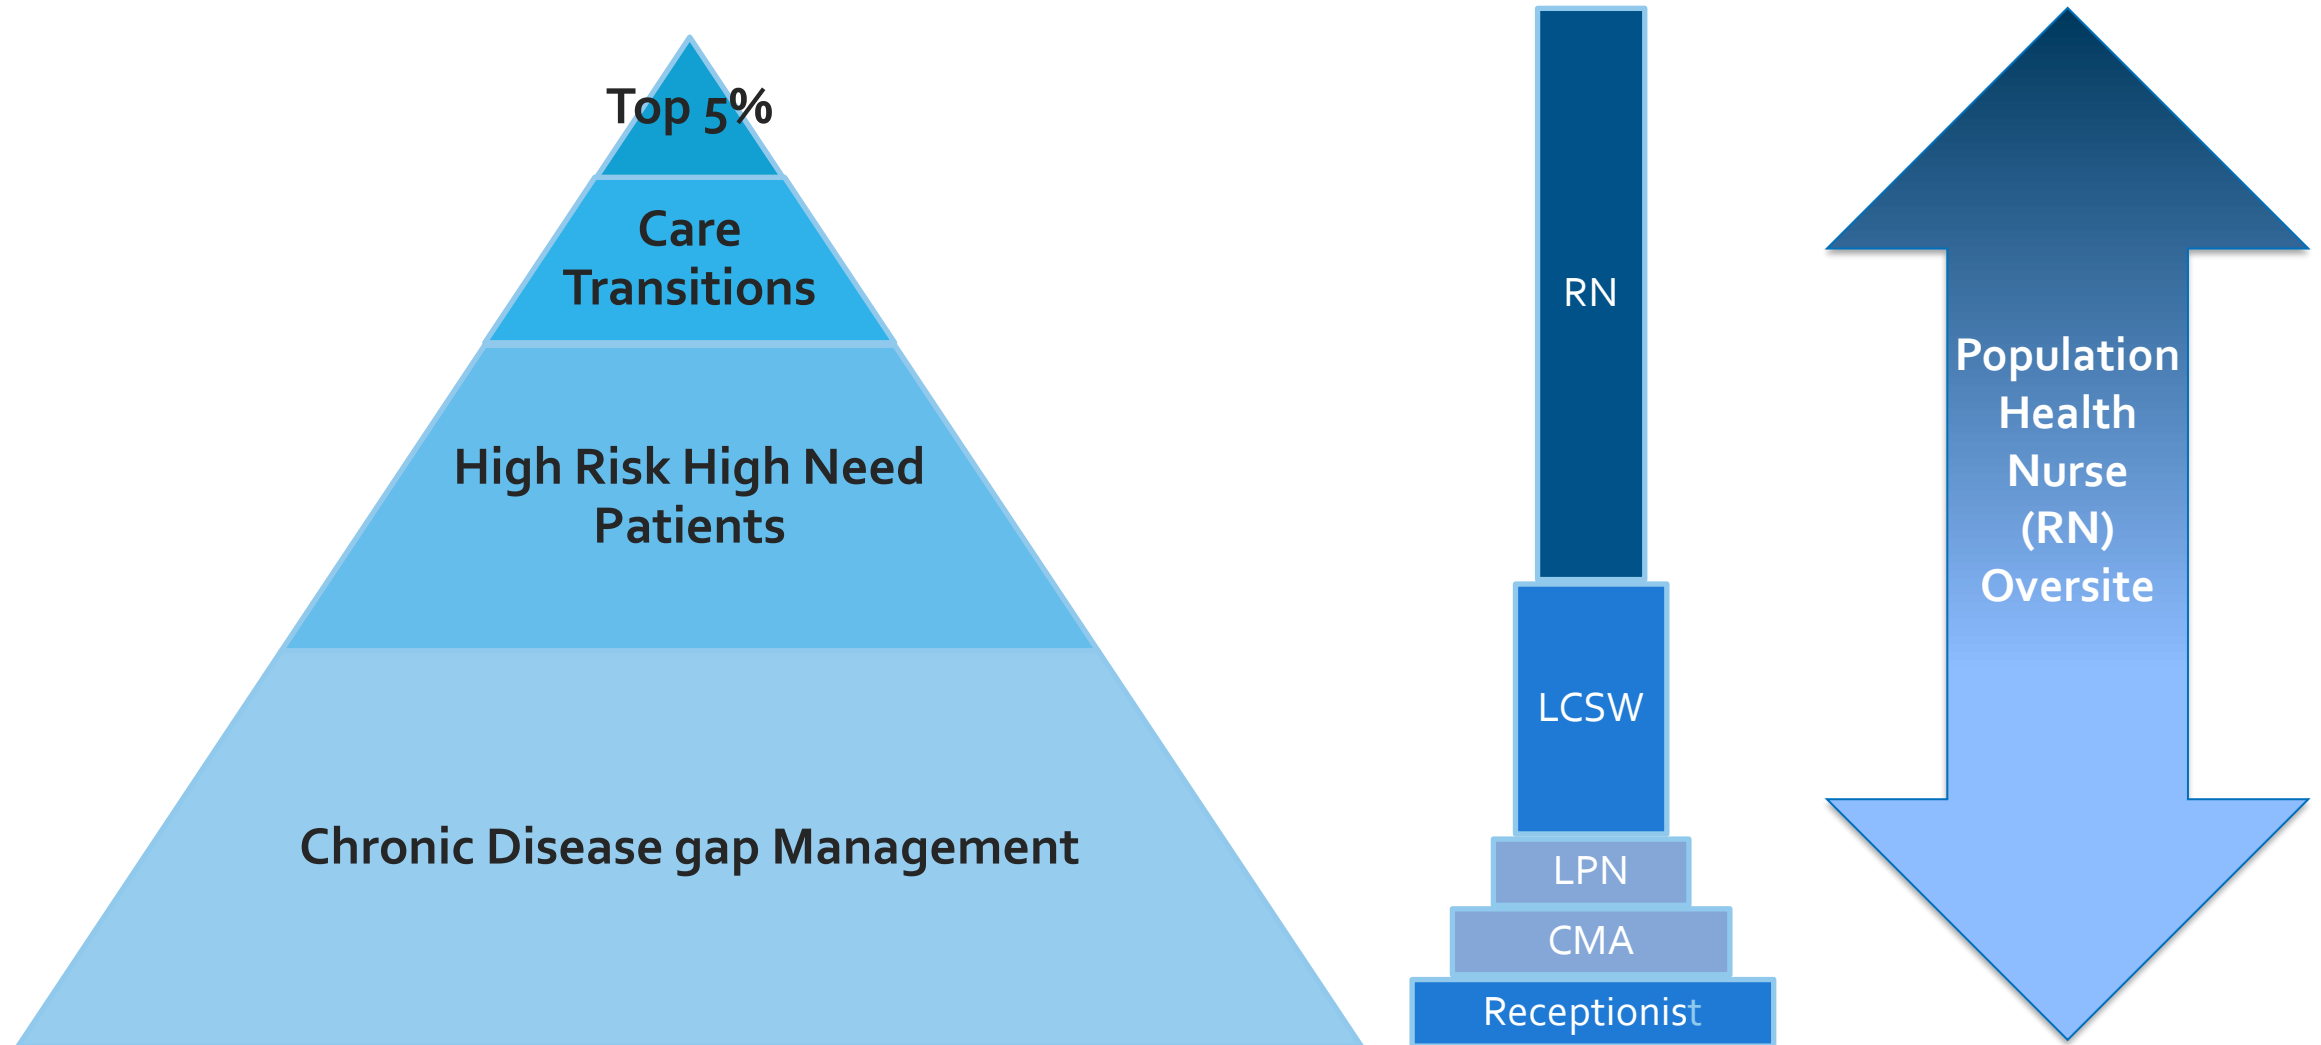 Top 5%
Care
Transitions
High Risk High Need
Patients
Chronic Disease gap Management
RN
LCSW
LPN
CMA
Receptionist
Population
Health
Nurse
(RN)
Oversite